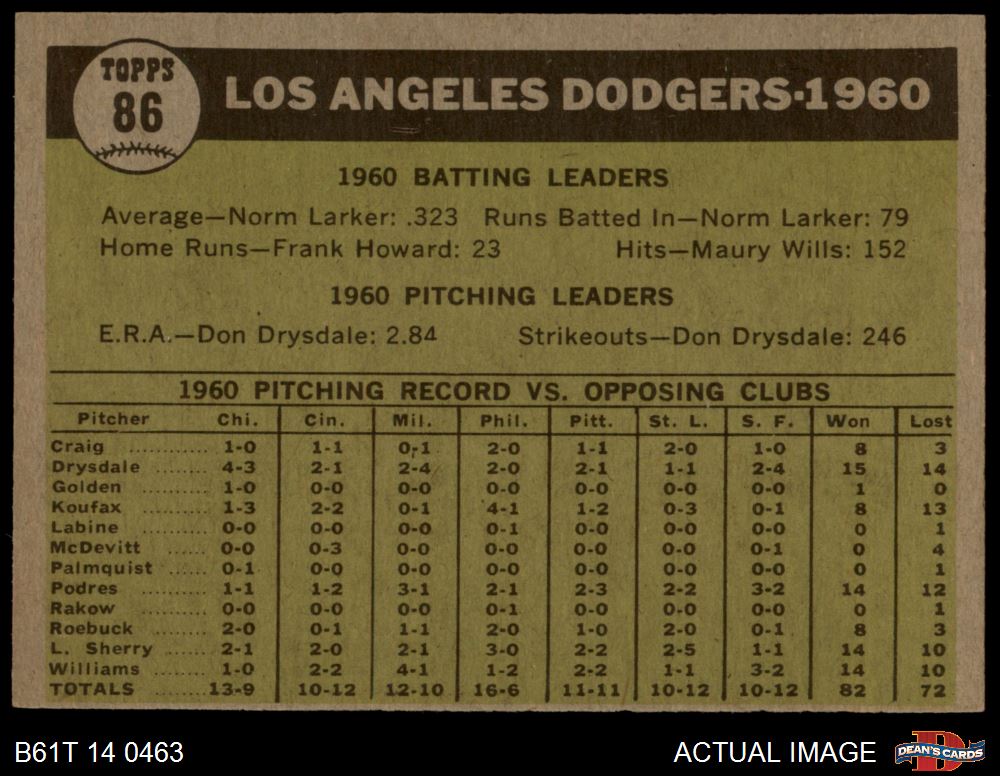 TOPPS
86
LOS ANGELES DODGERS-1960
1960 BATTING LEADERS
Average—Norm Larker: .323 Runs Batted In—Norm Larker: 79
Home Runs—Frank Howard: 23 Hits—Maury Wills: 152
1960 PITCHING LEADERS
E.R.A.—Don Drysdale: 2.84 Strikeouts—Don Drysdale: 246
1960 PITCHING RECORD VS. OPPOSING CLUBS
Pitcher Chi. Cin. Mil. Phil. Pitt. St. L. S. F. Won Lost
Craig ............ 1-0 1-1 0-1 2-0 1-1 2-0 1-0 8 3
Drysdale .......... 4-3 2-1 2-4 2-0 2-1 1-1 2-4 15 14
Golden .......... 1-0 0-0 0-0 0-0 0-0 0-0 0-0 1 0
Koufax .......... 1-3 2-2 0-1 4-1 1-2 0-3 0-1 8 13
Labine .......... 0-0 0-0 0-0 0-1 0-0 0-0 0-0 0 1
McDevitt ...... 0-0 0-3 0-0 0-0 0-0 0-0 0-1 0 4
Palmquist ...... 0-1 0-0 0-0 0-0 0-0 0-0 0-0 0 1
Podres .......... 1-1 1-2 3-1 2-1 2-3 2-2 3-2 14 12
Rakow .......... 0-0 0-0 0-0 0-1 0-0 0-0 0-0 0 1
Roebuck ........ 2-0 0-1 1-1 2-0 1-0 2-0 0-1 8 3
L. Sherry ........ 2-1 2-0 2-1 3-0 2-2 2-5 1-1 14 10
Williams ........ 1-0 2-2 4-1 1-2 2-2 1-1 3-2 14 10
TOTALS ........ 13-9 10-12 12-10 16-6 11-11 10-12 10-12 82 72
B61T 14 0463
ACTUAL IMAGE
D
DEAN'S CARDS